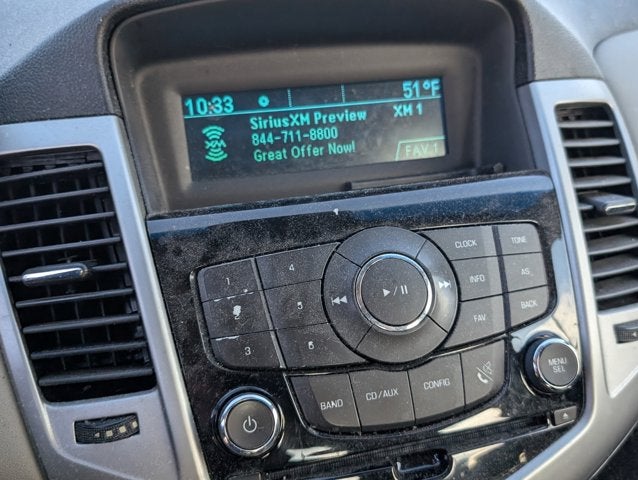 10:33 51°F
SiriusXM Preview XM 1
844-711-8800
Great Offer Now!
FAV 1
1 4 CLOCK TONE
5 INFO AS
3 6 FAV BACK
BAND CD/AUX CONFIG
MENU
SEL